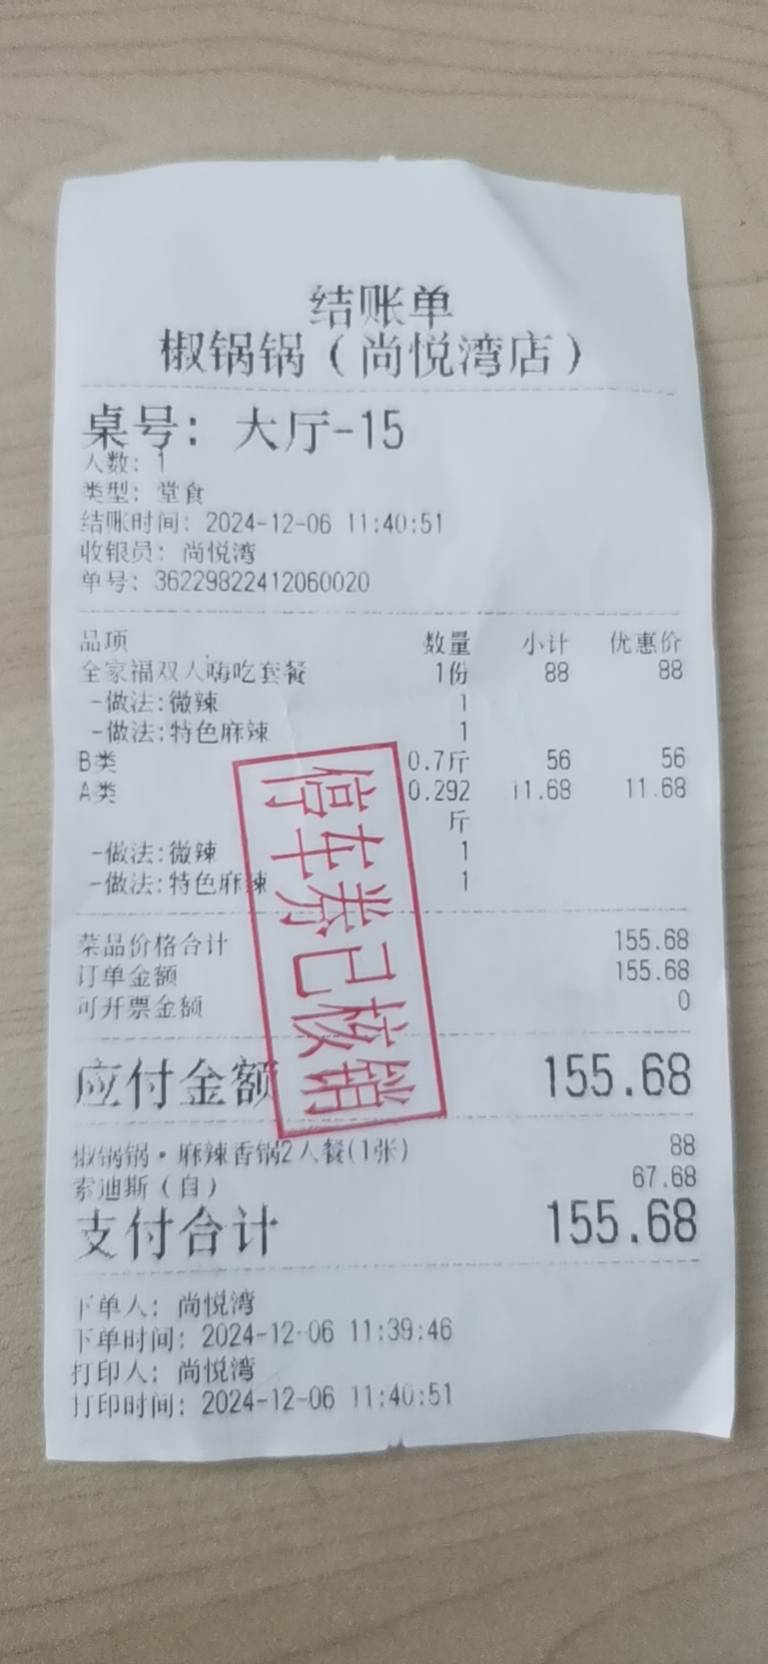 结账单
椒锅锅（尚悦湾店）
桌号：大厅-15
人数：1
类型：堂食
结账时间：2024-12-06 11:40:51
收银员：尚悦湾
单号：36229822412060020
品项 数量 小计 优惠价
全家福双人嗨吃套餐 1份 88 88
-做法:微辣 1
-做法:特色麻辣 1
B类 0.7斤 56 56
A类 0.292 11.68 11.68
斤
-做法:微辣 1
-做法:特色麻辣 1
停车券已核销
菜品价格合计 155.68
订单金额 155.68
可开票金额 0
应付金额 155.68
椒锅锅·麻辣香锅2人餐(1张) 88
索迪斯（自） 67.68
支付合计 155.68
下单人：尚悦湾
下单时间：2024-12-06 11:39:46
打印人：尚悦湾
打印时间：2024-12-06 11:40:51